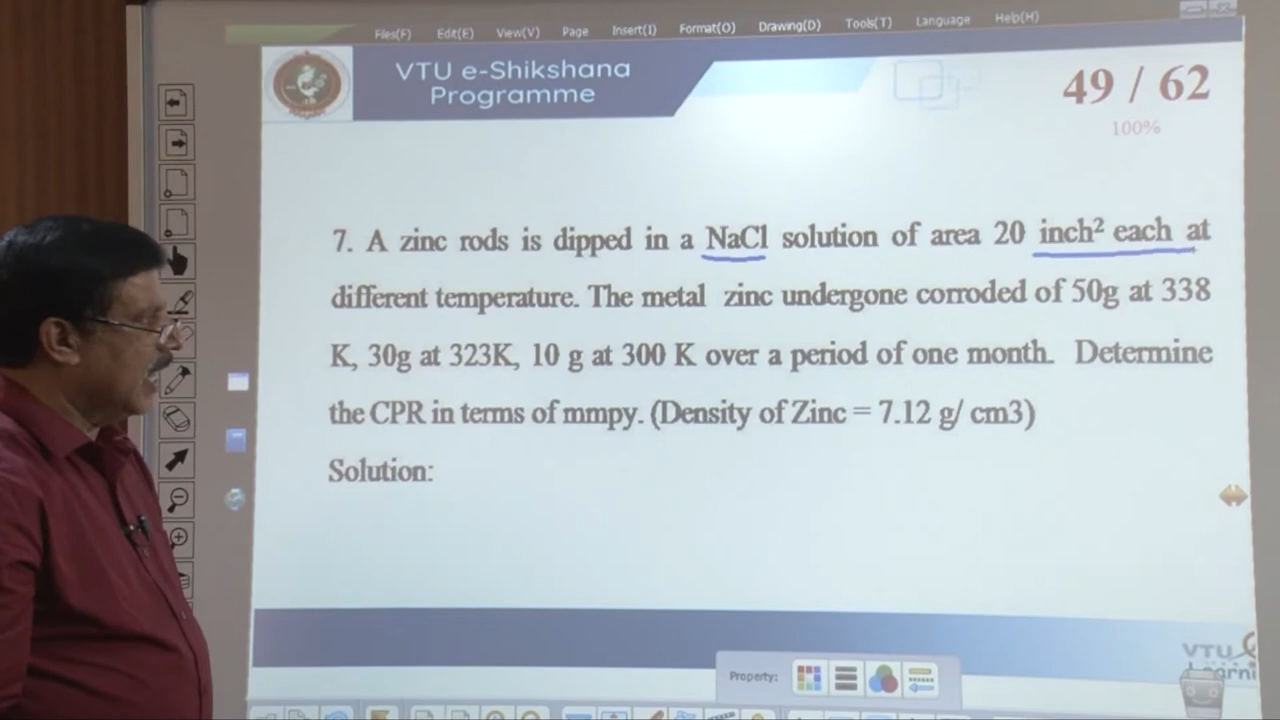 Files(F) Edit(E) View(V) Page Insert(I) Format(O) Drawing(D) Tools(T) Language Help(H)
VTU e-Shikshana
Programme
49 / 62
100%
7. A zinc rods is dipped in a NaCl solution of area 20 inch² each at
different temperature. The metal zinc undergone corroded of 50g at 338
K, 30g at 323K, 10 g at 300 K over a period of one month. Determine
the CPR in terms of mmpy. (Density of Zinc = 7.12 g/ cm3)
Solution:
VTU
Property: